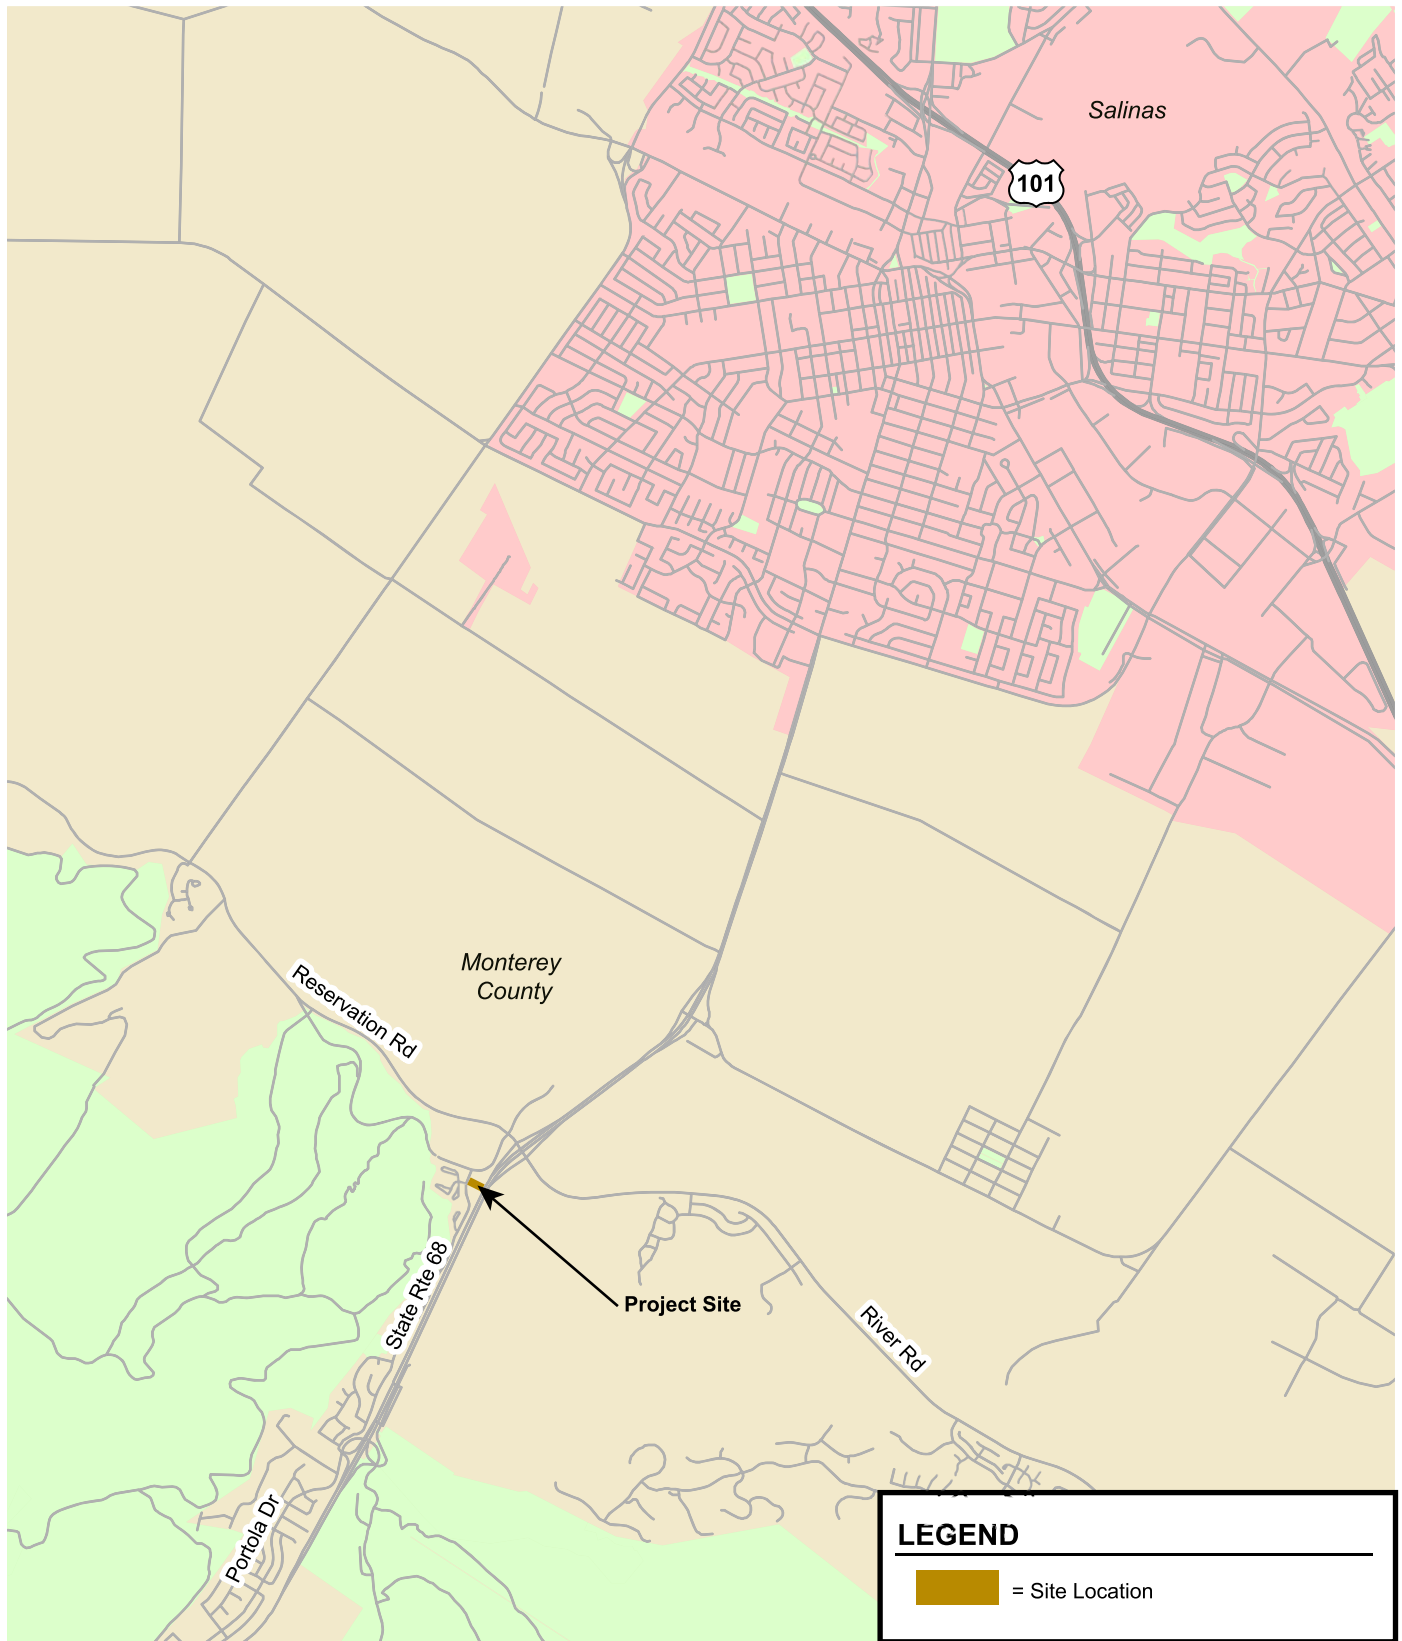 Salinas
101
Monterey
County
Reservation Rd
State Rte 68
Project Site
River Rd
Portola Dr
LEGEND
= Site Location